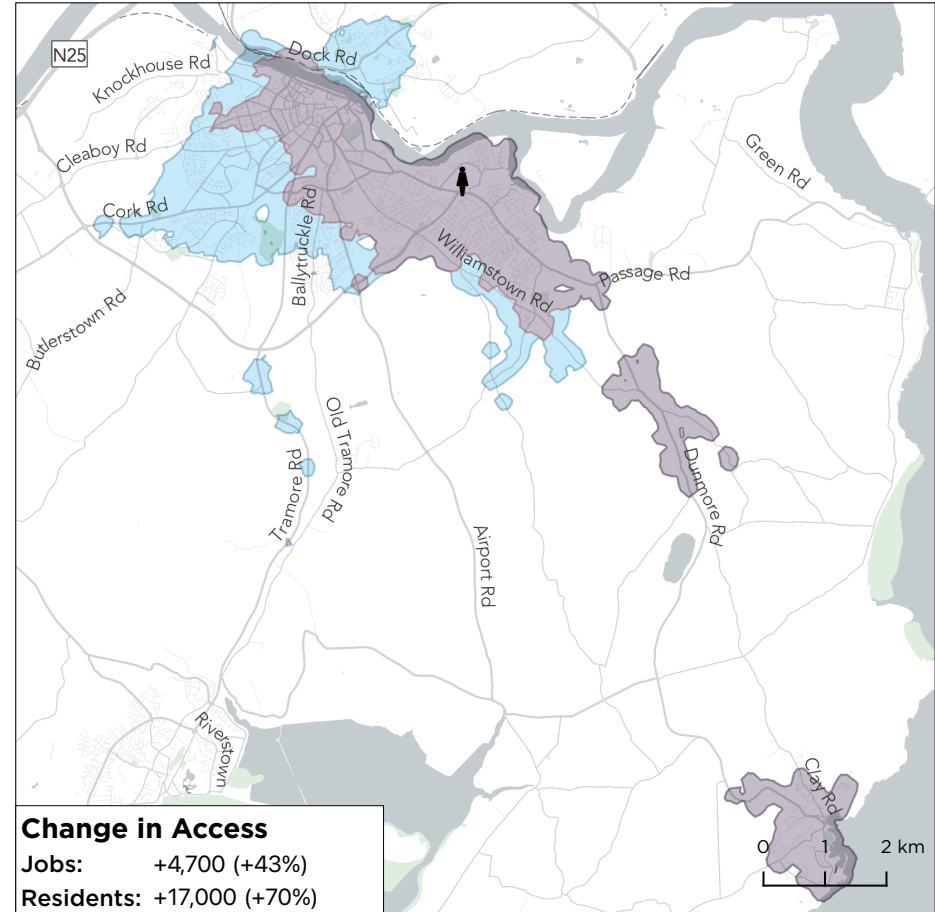 N25
Dock Rd
Knockhouse Rd
Cleaboy Rd
Green Rd
Cork Rd
Ballytruckle Rd
Williamstown Rd
Passage Rd
Butlerstown Rd
Old Tramore Rd
Tramore Rd
Dunmore Rd
Airport Rd
Riverstown
Clay Rd
0 1 2 km
Change in Access
Jobs: +4,700 (+43%)
Residents: +17,000 (+70%)